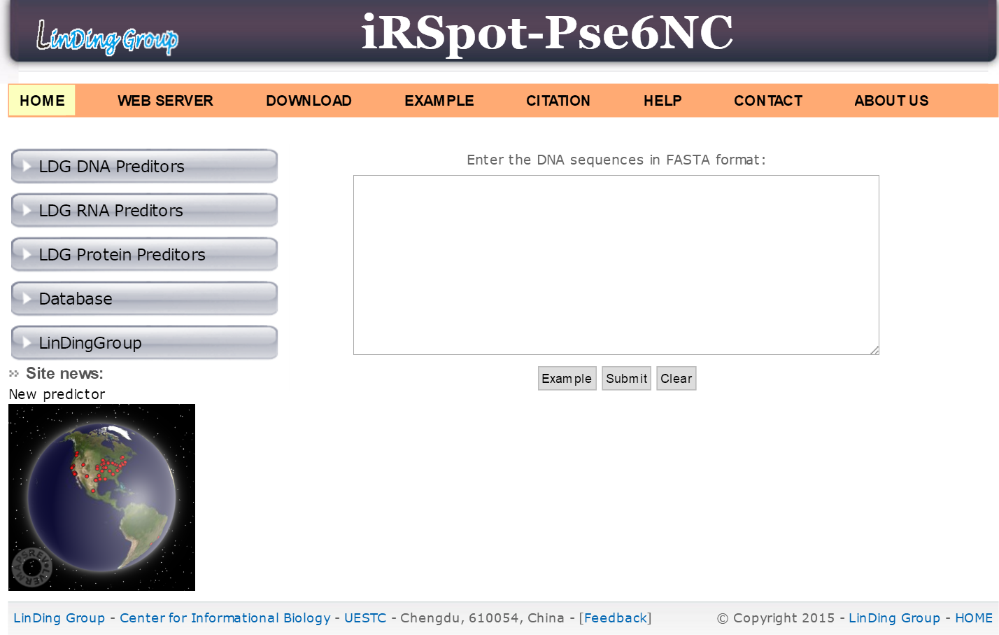 LinDing Group
iRSpot-Pse6NC
HOME WEB SERVER DOWNLOAD EXAMPLE CITATION HELP CONTACT ABOUT US
LDG DNA Preditors
LDG RNA Preditors
LDG Protein Preditors
Database
LinDingGroup
Site news:
New predictor
MAPSREVOLVER
Enter the DNA sequences in FASTA format:
Example Submit Clear
LinDing Group - Center for Informational Biology - UESTC - Chengdu, 610054, China - [Feedback]
© Copyright 2015 - LinDing Group - HOME